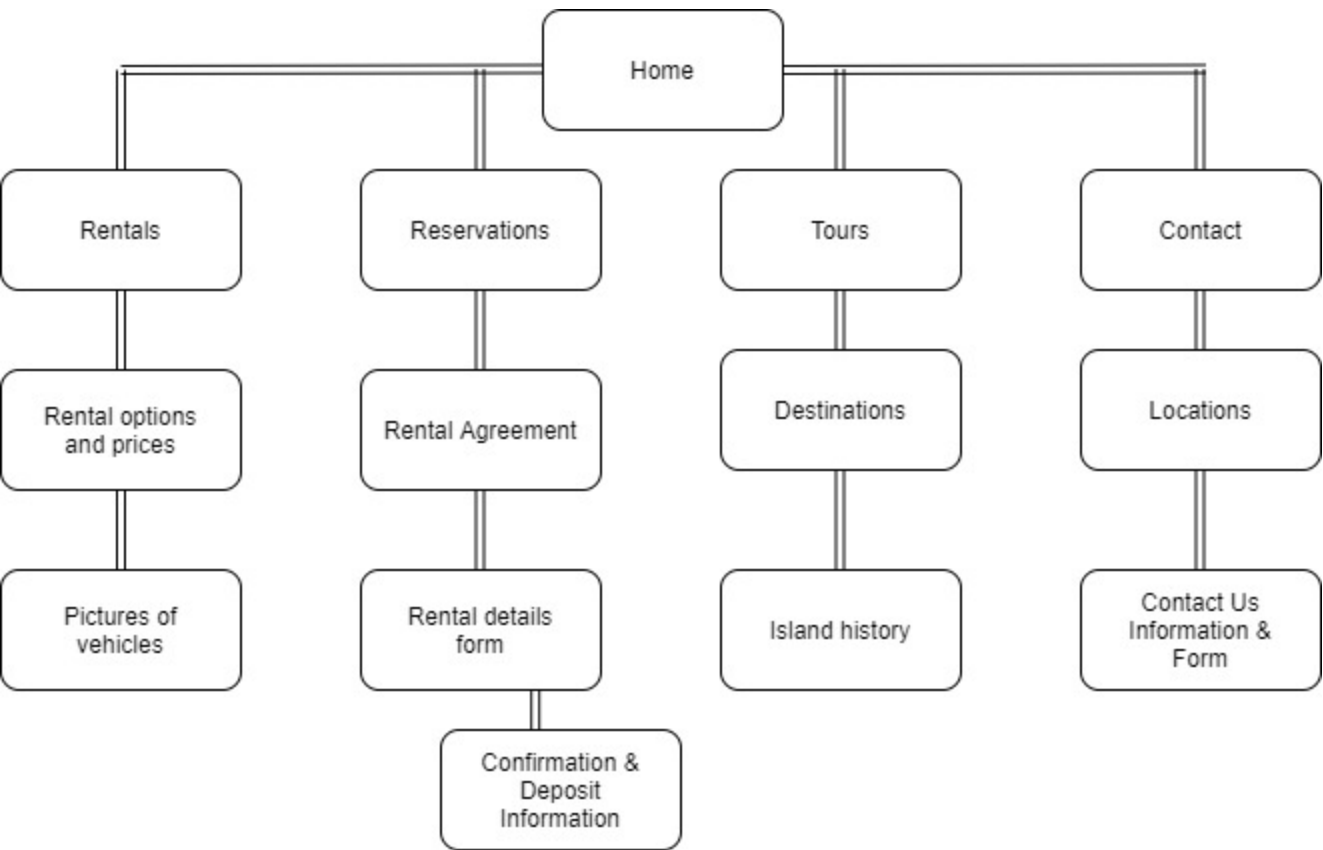 Home
Rentals
Reservations
Tours
Contact
Rental options
and prices
Rental Agreement
Destinations
Locations
Pictures of
vehicles
Rental details
form
Island history
Contact Us
Information &
Form
Confirmation &
Deposit
Information